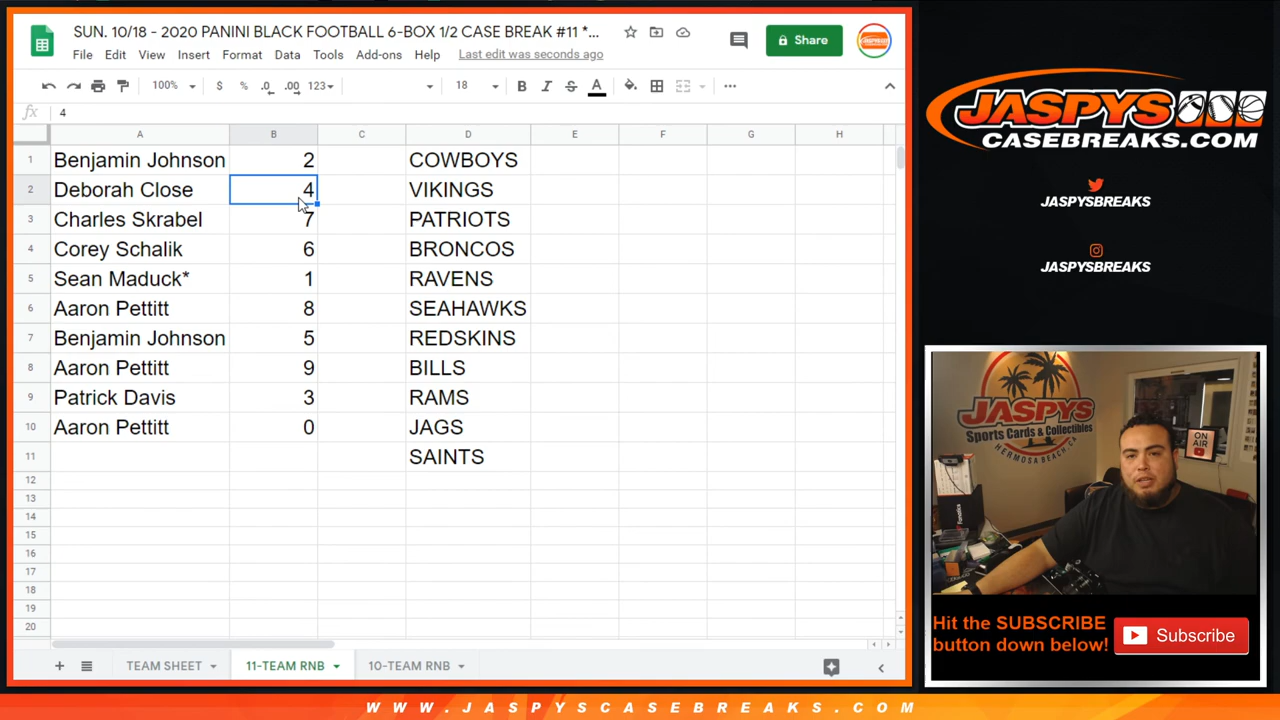 SUN. 10/18 - 2020 PANINI BLACK FOOTBALL 6-BOX 1/2 CASE BREAK #11 *...
File Edit View Insert Format Data Tools Add-ons Help Last edit was seconds ago
Share
100% $ % .0 .00 123 18 B I S A
fx 4
A B C D E F G H
1 Benjamin Johnson 2 COWBOYS
2 Deborah Close 4 VIKINGS
3 Charles Skrabel 7 PATRIOTS
4 Corey Schalik 6 BRONCOS
5 Sean Maduck* 1 RAVENS
6 Aaron Pettitt 8 SEAHAWKS
7 Benjamin Johnson 5 REDSKINS
8 Aaron Pettitt 9 BILLS
9 Patrick Davis 3 RAMS
10 Aaron Pettitt 0 JAGS
11 SAINTS
12
13
14
15
16
17
18
19
20
TEAM SHEET 11-TEAM RNB 10-TEAM RNB
JASPYS
CASEBREAKS.COM
JASPYSBREAKS
JASPYSBREAKS
JASPYS
Sports Cards & Collectibles
HERMOSA BEACH, CA
ON AIR
Hit the SUBSCRIBE
button down below!
Subscribe
WWW.JASPYSCASEBREAKS.COM